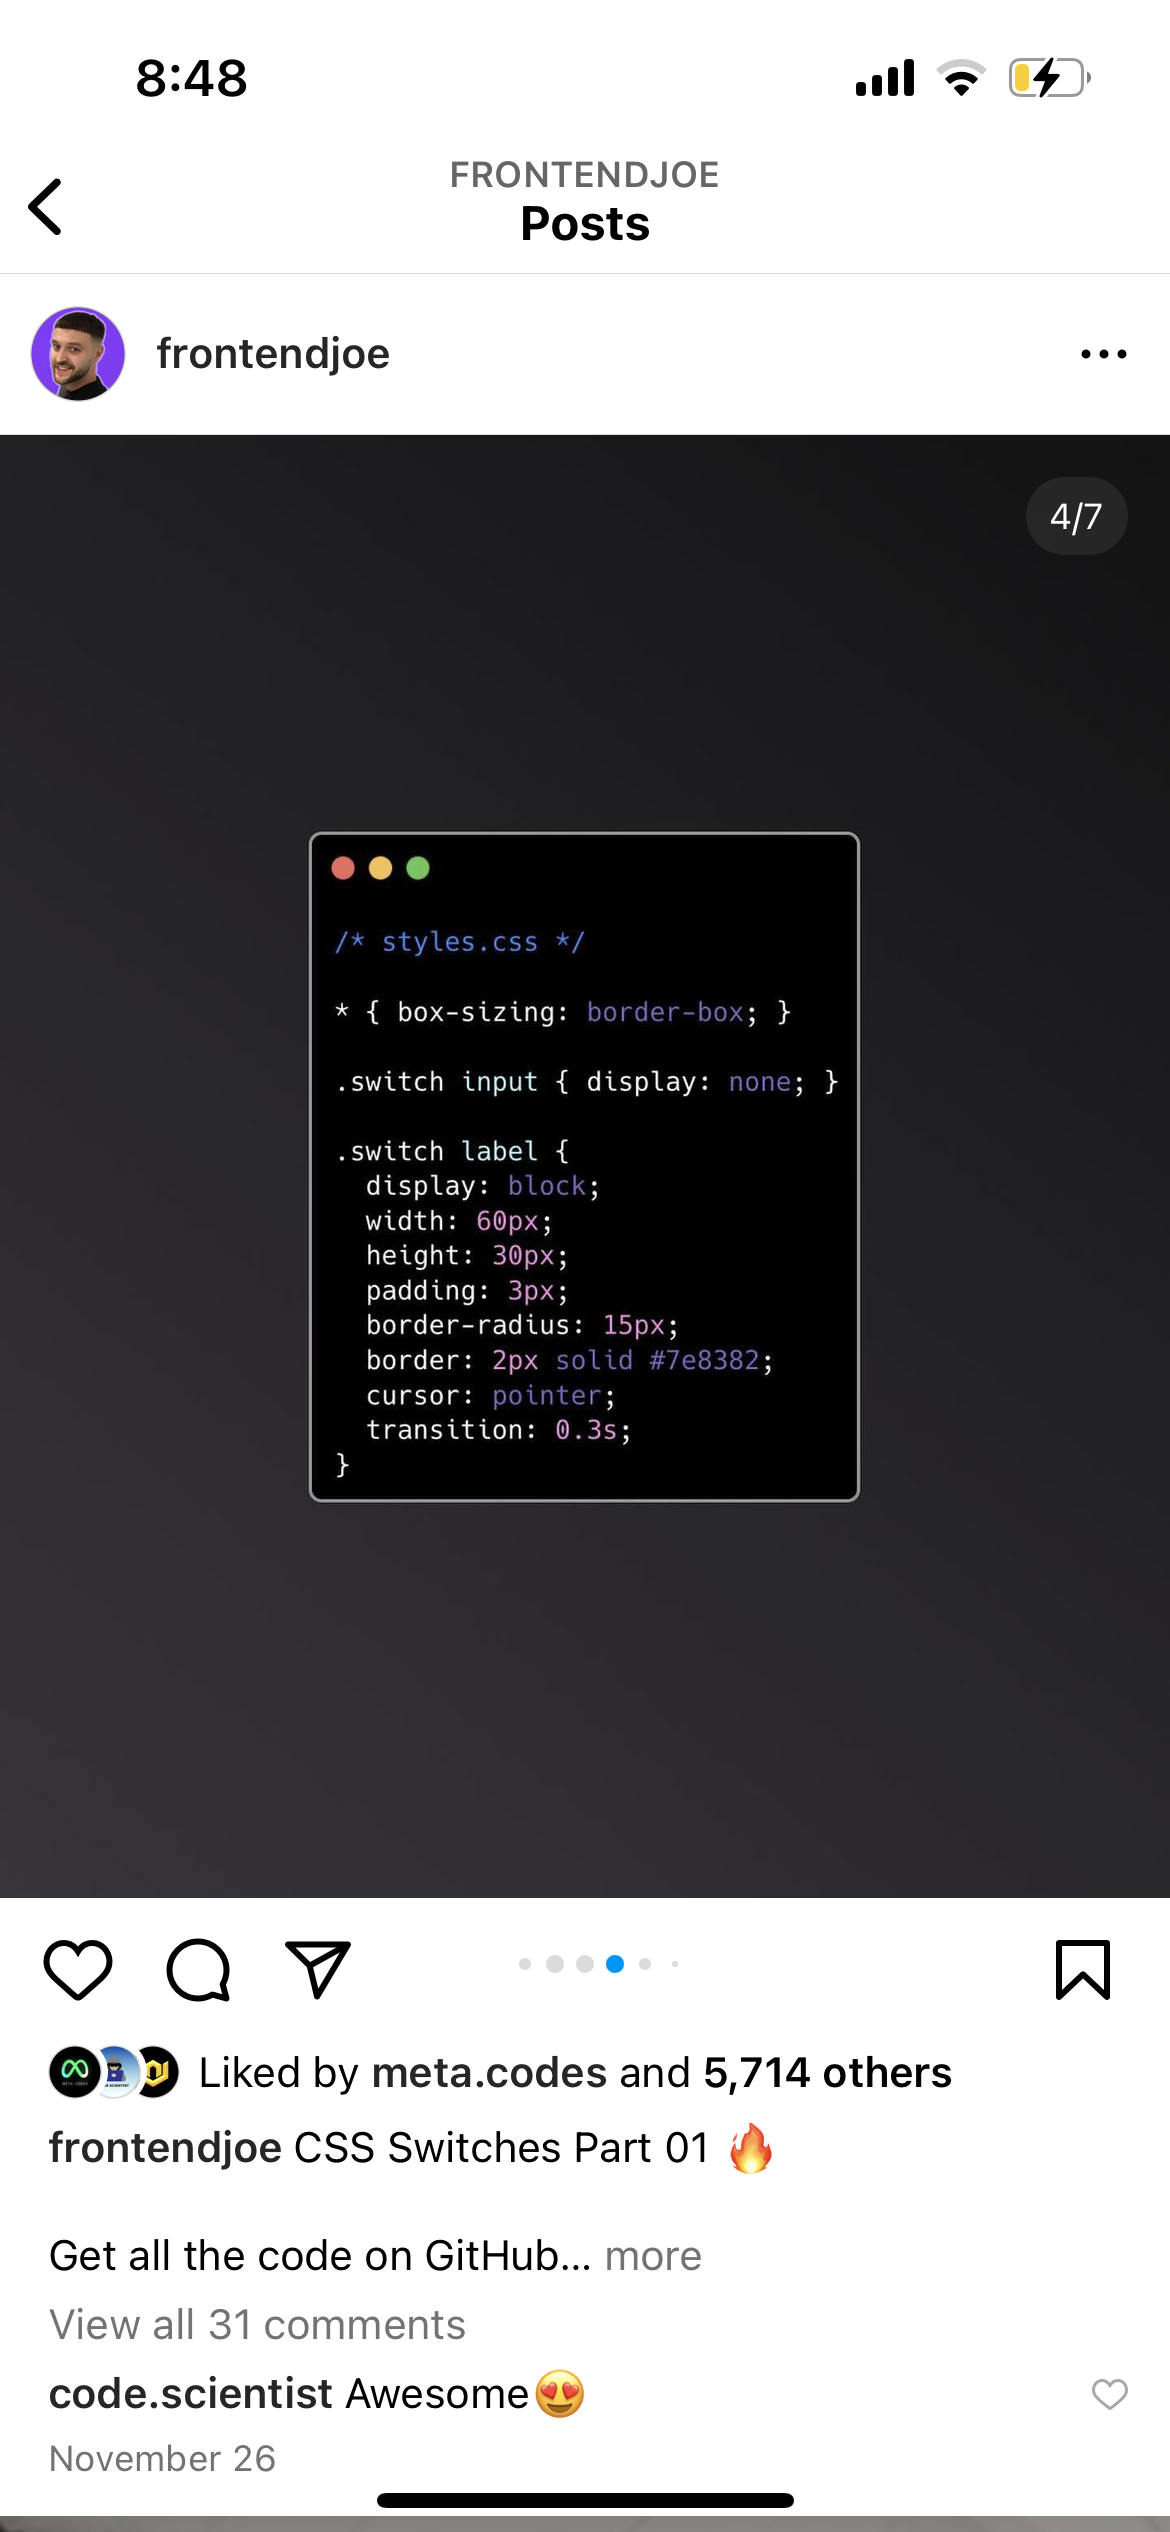 8:48
FRONTENDJOE
Posts
frontendjoe
4/7
/* styles.css */
* { box-sizing: border-box; }
.switch input { display: none; }
.switch label {
  display: block;
  width: 60px;
  height: 30px;
  padding: 3px;
  border-radius: 15px;
  border: 2px solid #7e8382;
  cursor: pointer;
  transition: 0.3s;
}
Liked by meta.codes and 5,714 others
frontendjoe CSS Switches Part 01 🔥
Get all the code on GitHub... more
View all 31 comments
code.scientist Awesome😍
November 26